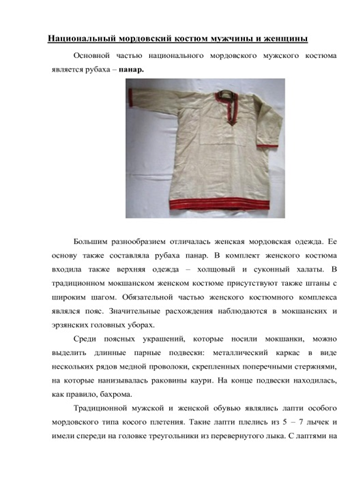 Национальный мордовский костюм мужчины и женщины
Основной частью национального мордовского мужского костюма
является рубаха – панар.
Большим разнообразием отличалась женская мордовская одежда. Ее
основу также составляла рубаха панар. В комплект женского костюма
входила также верхняя одежда – холщовый и суконный халаты. В
традиционном мокшанском женском костюме присутствуют также штаны с
широким шагом. Обязательной частью женского костюмного комплекса
являлся пояс. Значительные расхождения наблюдаются в мокшанских и
эрзянских головных уборах.
Среди поясных украшений, которые носили мокшанки, можно
выделить длинные парные подвески: металлический каркас в виде
нескольких рядов медной проволоки, скрепленных поперечными стержнями,
на которые нанизывалась раковины каури. На конце подвески находилась,
как правило, бахрома.
Традиционной мужской и женской обувью являлись лапти особого
мордовского типа косого плетения. Такие лапти плелись из 5 – 7 лычек и
имели спереди на головке треугольники из перевернутого лыка. С лаптями на